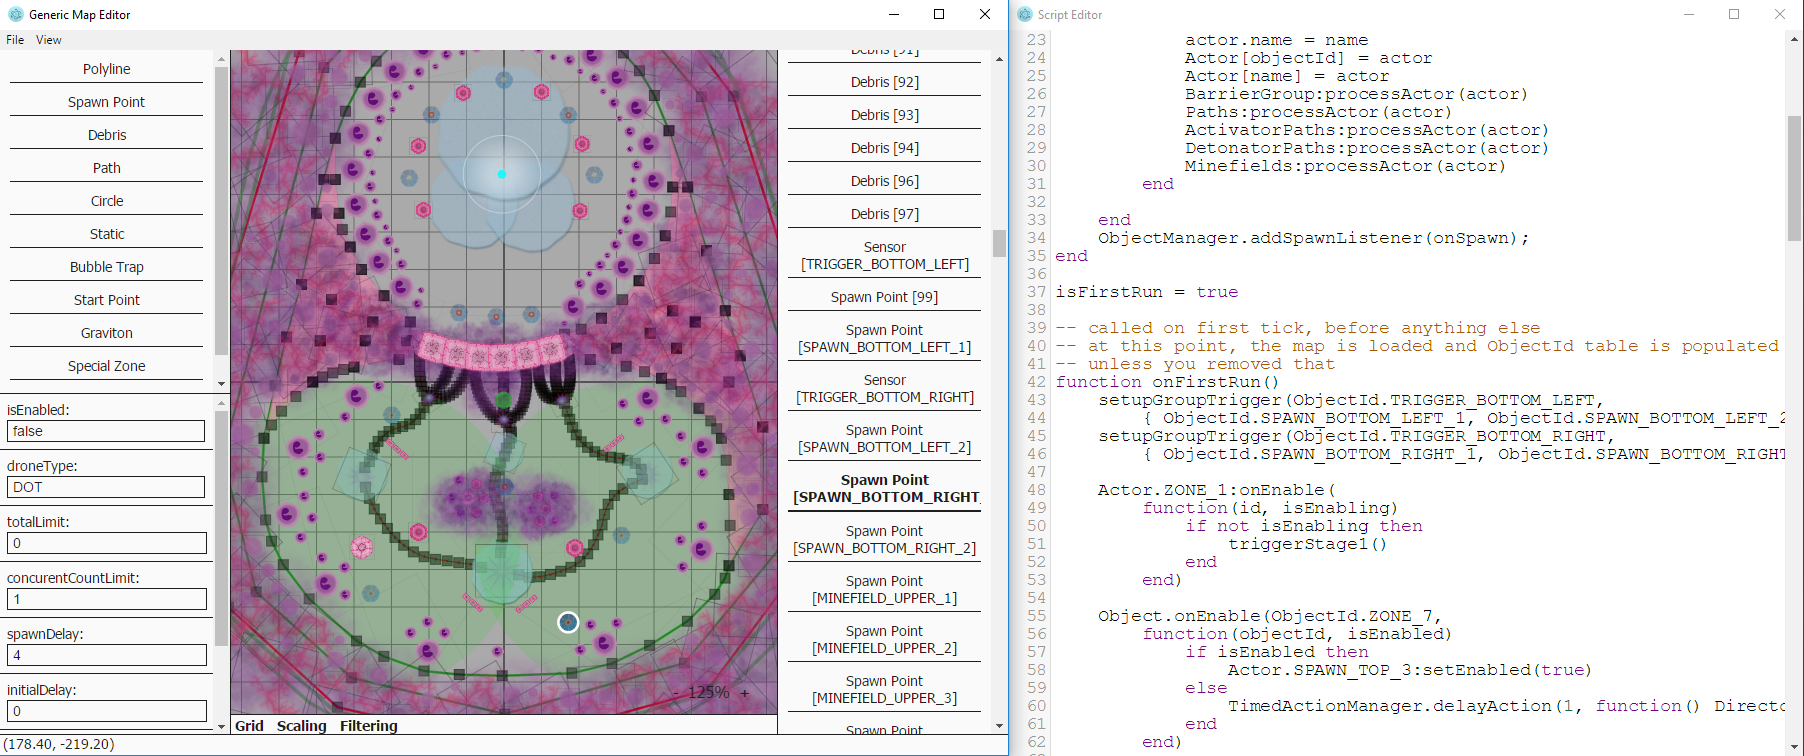 Generic Map Editor
File View
Polyline
Spawn Point
Debris
Path
Circle
Static
Bubble Trap
Start Point
Graviton
Special Zone
isEnabled:
false
droneType:
DOT
totalLimit:
0
concurentCountLimit:
1
spawnDelay:
4
initialDelay:
0
- 125% +
Grid Scaling Filtering
(178.40, -219.20)
Debris [91]
Debris [92]
Debris [93]
Debris [94]
Debris [96]
Debris [97]
Sensor
[TRIGGER_BOTTOM_LEFT]
Spawn Point [99]
Spawn Point
[SPAWN_BOTTOM_LEFT_1]
Sensor
[TRIGGER_BOTTOM_RIGHT]
Spawn Point
[SPAWN_BOTTOM_LEFT_2]
Spawn Point
[SPAWN_BOTTOM_RIGHT
Spawn Point
[SPAWN_BOTTOM_RIGHT_2]
Spawn Point
[MINEFIELD_UPPER_1]
Spawn Point
[MINEFIELD_UPPER_2]
Spawn Point
[MINEFIELD_UPPER_3]
Spawn Point
Script Editor
23 actor.name = name
24 Actor[objectId] = actor
25 Actor[name] = actor
26 BarrierGroup:processActor(actor)
27 Paths:processActor(actor)
28 ActivatorPaths:processActor(actor)
29 DetonatorPaths:processActor(actor)
30 Minefields:processActor(actor)
31 end
32
33 end
34 ObjectManager.addSpawnListener(onSpawn);
35 end
36
37 isFirstRun = true
38
39 -- called on first tick, before anything else
40 -- at this point, the map is loaded and ObjectId table is populated
41 -- unless you removed that
42 function onFirstRun()
43 setupGroupTrigger(ObjectId.TRIGGER_BOTTOM_LEFT,
44 { ObjectId.SPAWN_BOTTOM_LEFT_1, ObjectId.SPAWN_BOTTOM_LEFT_2
45 setupGroupTrigger(ObjectId.TRIGGER_BOTTOM_RIGHT,
46 { ObjectId.SPAWN_BOTTOM_RIGHT_1, ObjectId.SPAWN_BOTTOM_RIGHT
47
48 Actor.ZONE_1:onEnable(
49 function(id, isEnabling)
50 if not isEnabling then
51 triggerStage1()
52 end
53 end)
54
55 Object.onEnable(ObjectId.ZONE_7,
56 function(objectId, isEnabled)
57 if isEnabled then
58 Actor.SPAWN_TOP_3:setEnabled(true)
59 else
60 TimedActionManager.delayAction(1, function() Directo
61 end
62 end)